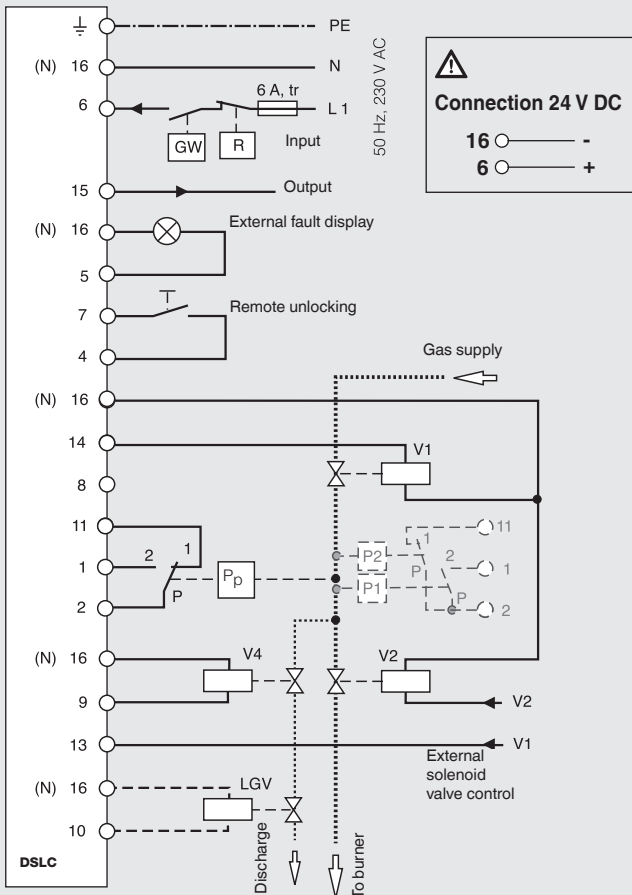 PE
(N) 16 N
6 6 A, tr L 1
GW R Input
50 Hz, 230 V AC
Connection 24 V DC
16 -
6 +
15 Output
(N) 16 External fault display
5
7 Remote unlocking
4
Gas supply
(N) 16
14 V1
8
11 1
1 2
2 P
Pp
P2 1 11
P 2 1
P1 P 2
(N) 16 V4 V2
9 V2
13 V1
External
solenoid
valve control
(N) 16 LGV
10
DSLC
Discharge
To burner